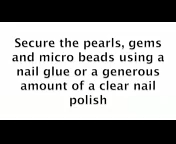 Secure the pearls, gems
and micro beads using a
nail glue or a generous
amount of a clear nail
polish